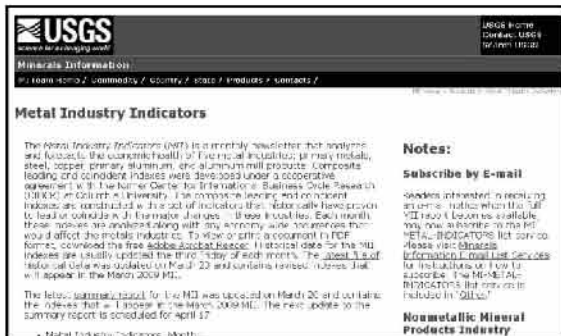 USGS
science for a changing world
USGS Home
Contact USGS
Search USGS
Minerals Information
MI Team Home / Commodity / Country / State / Products / Contacts /
Metal Industry Indicators
The Metal Industry Indicators (MII) is a monthly newsletter that analyzes
and forecasts the economic health of five metal industries: primary metals,
steel, copper, primary aluminum, and aluminum mill products. Composite
leading and coincident indexes were developed under a cooperative
agreement with the former Center for International Business Cycle Research
(CIBCR) at Columbia University. The composite leading and coincident
indexes are constructed with a set of indicators that historically have proven
to lead or coincide with the major changes in these industries. Each month,
these indexes are analyzed along with any economy wide occurrences that
would affect the metals industries. To view or print a document in PDF
format, download the free Adobe Acrobat Reader. Historical data for the MII
indexes are usually updated the third Friday of each month. The latest file of
historical data was updated on March 20 and contains revised indexes that
will appear in the March 2009 MII.
The latest summary report for the MII was updated on March 20 and contains
the indexes that will appear in the March 2009 MII. The next update to the
summary report is scheduled for April 17.
• Metal Industry Indicators, Monthly
Notes:
Subscribe by E-mail
Readers interested in receiving
an e-mail notice when the full
MII report becomes available
may now subscribe to the MI-
METAL-INDICATORS list service.
Please visit Minerals
Information E-mail List Services
for instructions on how to
subscribe. The MI-METAL-
INDICATORS list service is
included in "Other."
Nonmetallic Mineral
Products Industry